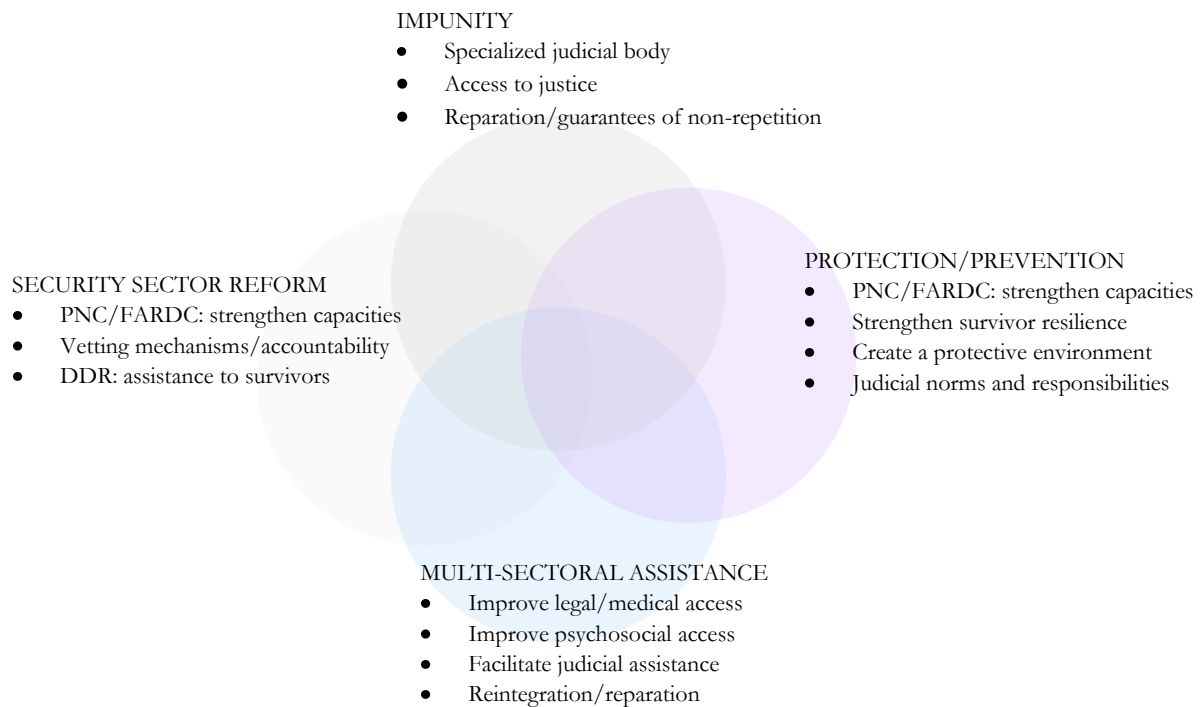 IMPUNITY
• Specialized judicial body
• Access to justice
• Reparation/guarantees of non-repetition
SECURITY SECTOR REFORM
• PNC/FARDC: strengthen capacities
• Vetting mechanisms/accountability
• DDR: assistance to survivors
PROTECTION/PREVENTION
• PNC/FARDC: strengthen capacities
• Strengthen survivor resilience
• Create a protective environment
• Judicial norms and responsibilities
MULTI-SECTORAL ASSISTANCE
• Improve legal/medical access
• Improve psychosocial access
• Facilitate judicial assistance
• Reintegration/reparation